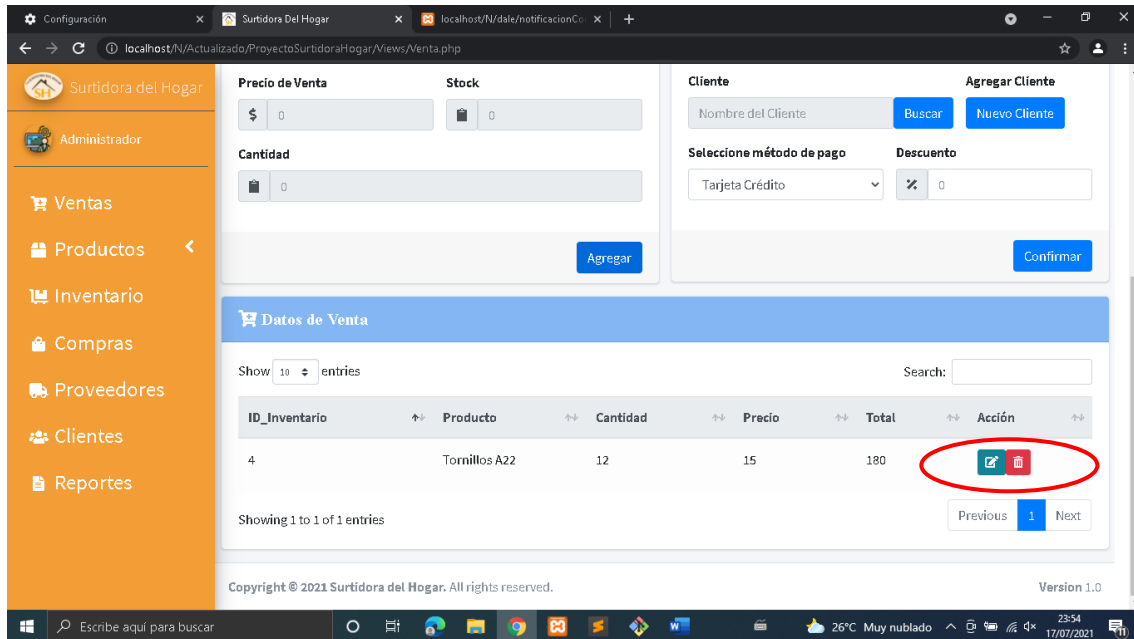 Configuración
Surtidora Del Hogar
localhost/N/dale/notificacionCo
localhost/N/Actualizado/ProyectoSurtidoraHogar/Views/Venta.php
SH
Surtidora del Hogar
Administrador
Ventas
Productos
Inventario
Compras
Proveedores
Clientes
Reportes
Precio de Venta
Stock
$ 0
0
Cantidad
0
Agregar
Cliente
Agregar Cliente
Nombre del Cliente
Buscar
Nuevo Cliente
Seleccione método de pago
Descuento
Tarjeta Crédito
% 0
Confirmar
Datos de Venta
Show 10 entries
Search:
ID_Inventario Producto Cantidad Precio Total Acción
4 Tornillos A22 12 15 180
Showing 1 to 1 of 1 entries
Previous 1 Next
Copyright © 2021 Surtidora del Hogar. All rights reserved.
Version 1.0
Escribe aquí para buscar
26°C Muy nublado
23:54
17/07/2021
11